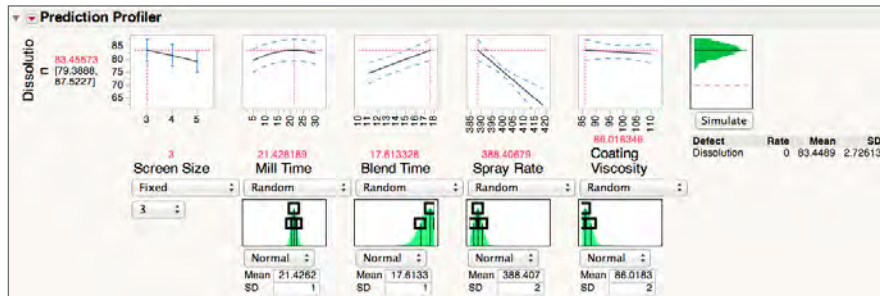 Prediction Profiler
Dissolutio
n
83.45573
[79.3888,
87.5227]
85
80
75
70
65
3 4 5
5 10 15 20 25 30
10 11 12 13 14 15 16 17 18
385 390 395 400 405 410 415 420
85 90 95 100 105 110
Simulate
Defect Rate Mean SD
Dissolution 0 83.4489 2.72613
3 21.426189 17.613328 388.40679 86.018346
Screen Size Mill Time Blend Time Spray Rate Coating
Viscosity
Fixed Random Random Random Random
3
Normal Normal Normal Normal
Mean 21.4262 Mean 17.6133 Mean 388.407 Mean 86.0183
SD 1 SD 1 SD 2 SD 2